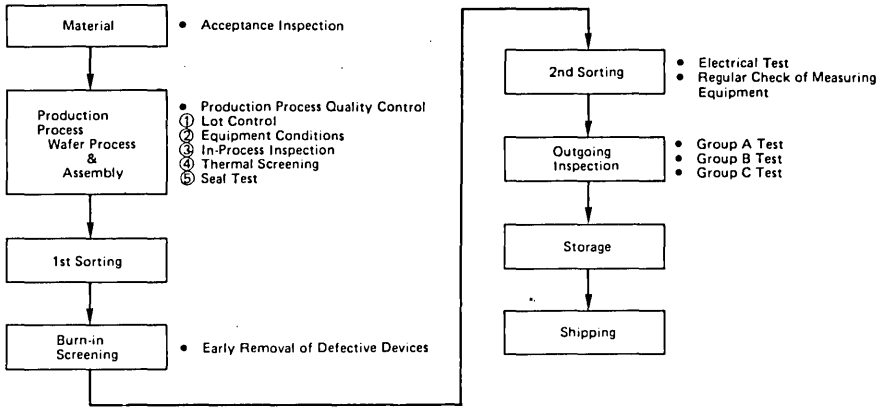 Material
• Acceptance Inspection
Production
Process
Wafer Process
&
Assembly
• Production Process Quality Control
① Lot Control
② Equipment Conditions
③ In-Process Inspection
④ Thermal Screening
⑤ Seal Test
1st Sorting
Burn-in
Screening
• Early Removal of Defective Devices
2nd Sorting
• Electrical Test
• Regular Check of Measuring
Equipment
Outgoing
Inspection
• Group A Test
• Group B Test
• Group C Test
Storage
Shipping